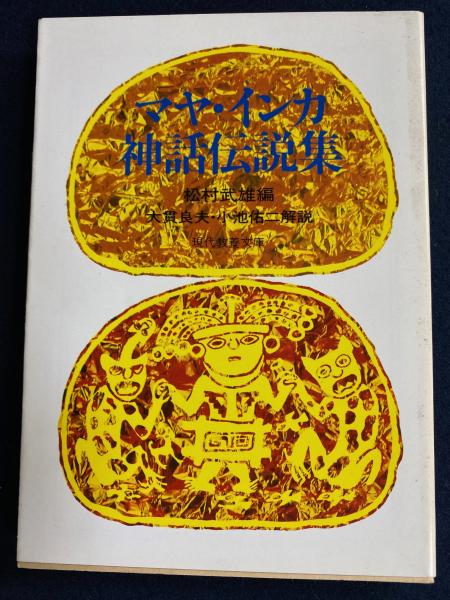 マヤ・インカ
神話伝説集
松村武雄編
大貫良夫・小池佑二解説
現代教養文庫